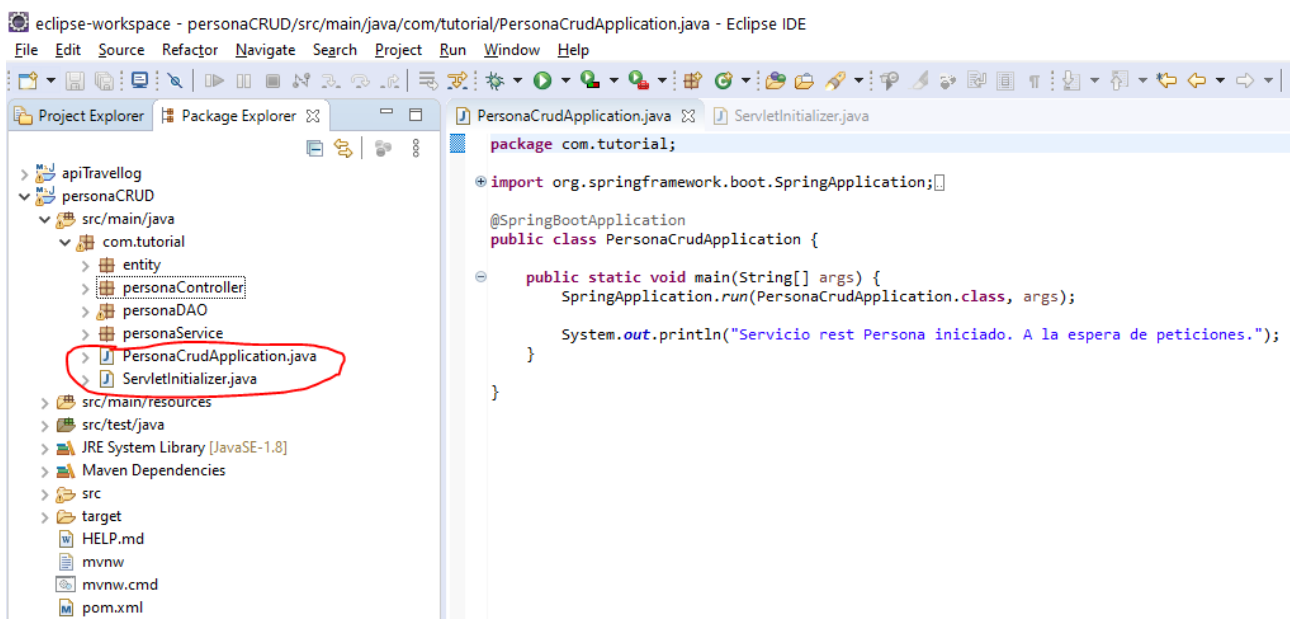 eclipse-workspace - personaCRUD/src/main/java/com/tutorial/PersonaCrudApplication.java - Eclipse IDE
File Edit Source Refactor Navigate Search Project Run Window Help
Project Explorer Package Explorer
apiTravellog
personaCRUD
src/main/java
com.tutorial
entity
personaController
personaDAO
personaService
PersonaCrudApplication.java
ServletInitializer.java
src/main/resources
src/test/java
JRE System Library [JavaSE-1.8]
Maven Dependencies
src
target
HELP.md
mvnw
mvnw.cmd
pom.xml
PersonaCrudApplication.java ServletInitializer.java
package com.tutorial;
import org.springframework.boot.SpringApplication;
@SpringBootApplication
public class PersonaCrudApplication {
public static void main(String[] args) {
SpringApplication.run(PersonaCrudApplication.class, args);
System.out.println("Servicio rest Persona iniciado. A la espera de peticiones.");
}
}